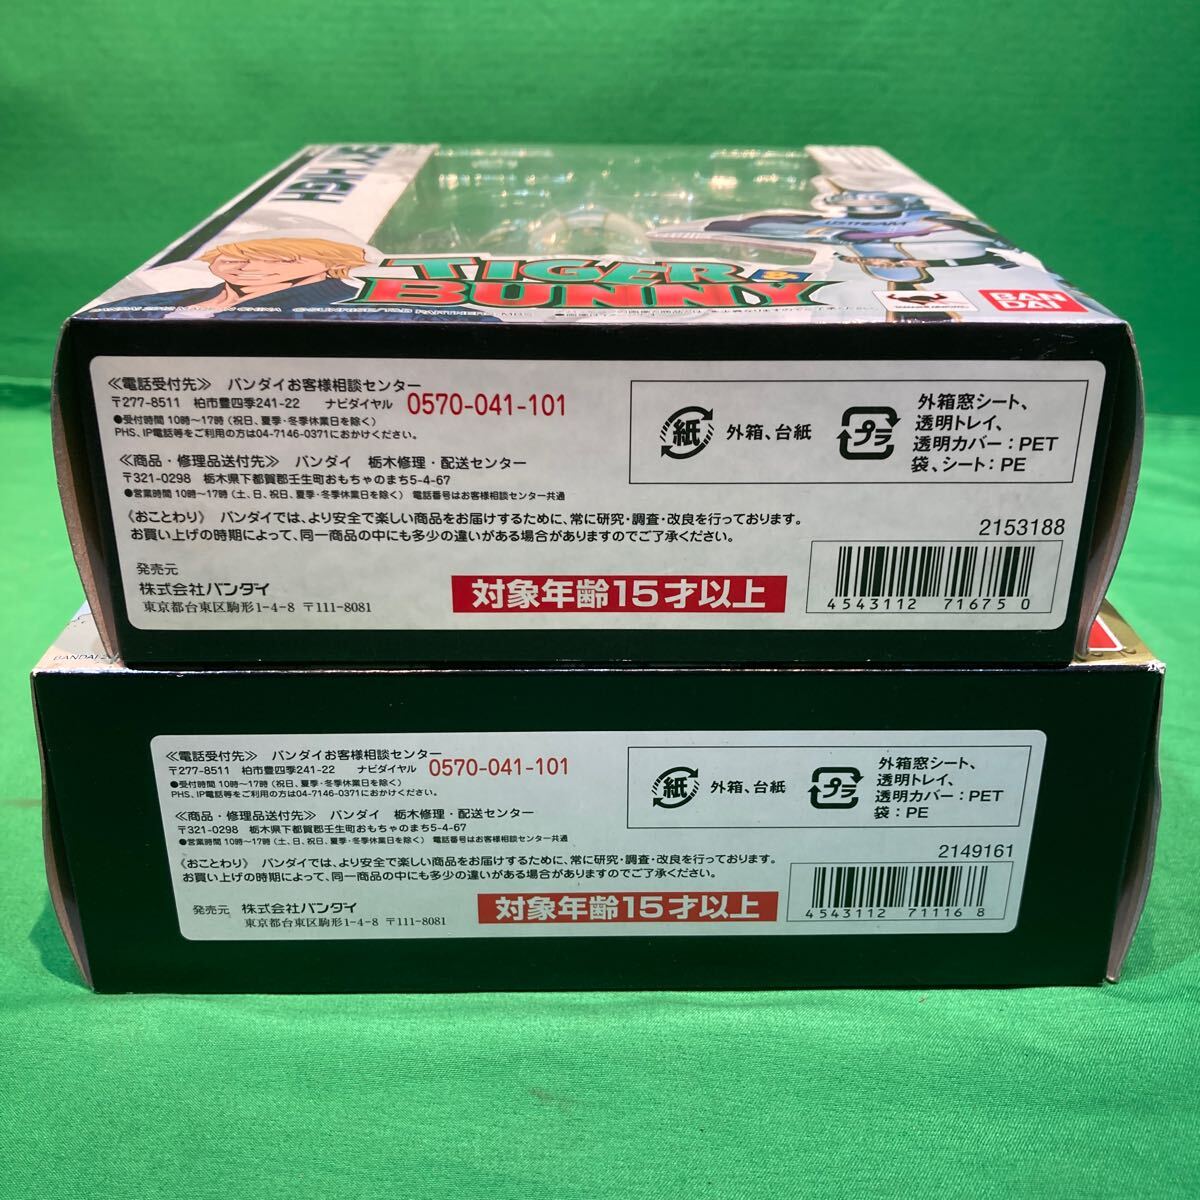 SKY HIGH
TIGER &
BUNNY
BAN
DAI
≪電話受付先≫ バンダイお客様相談センター
〒277-8511 柏市豊四季241-22 ナビダイヤル 0570-041-101
●受付時間 10時〜17時(祝日、夏季・冬季休業日を除く)
PHS、IP電話等をご利用の方は04-7146-0371におかけください。
≪商品・修理品送付先≫ バンダイ 栃木修理・配送センター
〒321-0298 栃木県下都賀郡壬生町おもちゃのまち5-4-67
●営業時間 10時〜17時(土、日、祝日、夏季・冬季休業日を除く) 電話番号はお客様相談センター共通
《おことわり》 バンダイでは、より安全で楽しい商品をお届けするために、常に研究・調査・改良を行っております。
お買い上げの時期によって、同一商品の中にも多少の違いがある場合がありますのでご了承ください。
発売元
株式会社バンダイ
東京都台東区駒形1-4-8 〒111-8081
対象年齢15才以上
紙 外箱、台紙
プラ
外箱窓シート、
透明トレイ、
透明カバー:PET
袋、シート:PE
2153188
4 543112 716750
≪電話受付先≫ バンダイお客様相談センター
〒277-8511 柏市豊四季241-22 ナビダイヤル 0570-041-101
●受付時間 10時〜17時(祝日、夏季・冬季休業日を除く)
PHS、IP電話等をご利用の方は04-7146-0371におかけください。
≪商品・修理品送付先≫ バンダイ 栃木修理・配送センター
〒321-0298 栃木県下都賀郡壬生町おもちゃのまち5-4-67
●営業時間 10時〜17時(土、日、祝日、夏季・冬季休業日を除く) 電話番号はお客様相談センター共通
《おことわり》 バンダイでは、より安全で楽しい商品をお届けするために、常に研究・調査・改良を行っております。
お買い上げの時期によって、同一商品の中にも多少の違いがある場合がありますのでご了承ください。
発売元 株式会社バンダイ
東京都台東区駒形1-4-8 〒111-8081
対象年齢15才以上
紙 外箱、台紙
プラ
外箱窓シート、
透明トレイ、
透明カバー:PET
袋:PE
2149161
4 543112 711168